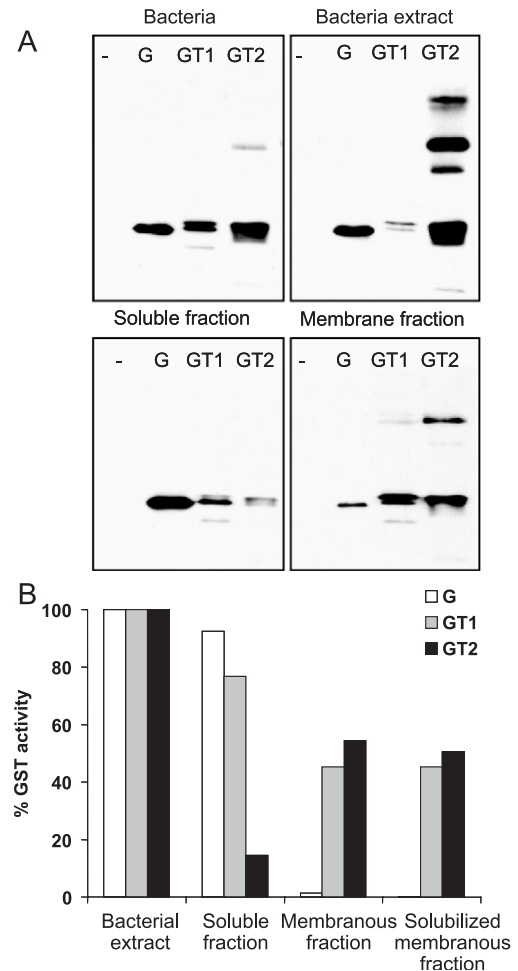 A
Bacteria
Bacteria extract
- G GT1 GT2
- G GT1 GT2
Soluble fraction
Membrane fraction
- G GT1 GT2
- G GT1 GT2
B
G
GT1
GT2
% GST activity
100
80
60
40
20
0
Bacterial
extract
Soluble
fraction
Membranous
fraction
Solubilized
membranous
fraction